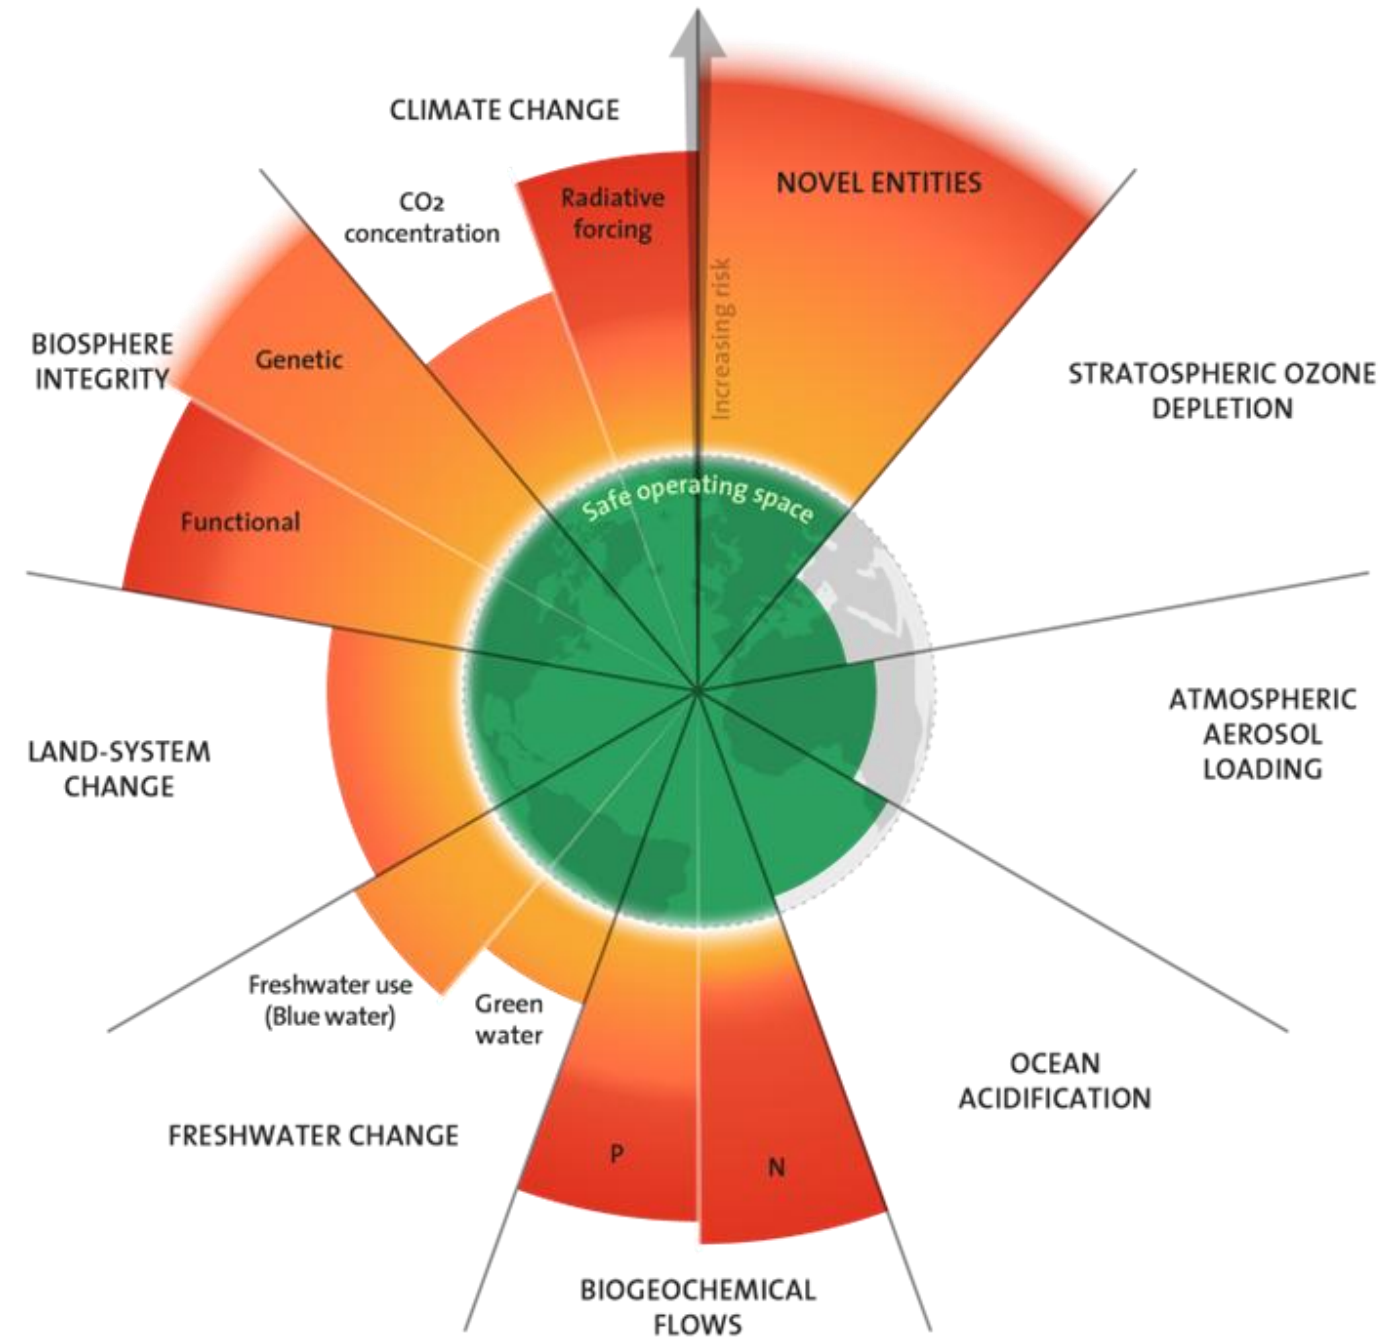 CLIMATE CHANGE
CO2
concentration
Radiative
forcing
Increasing risk
NOVEL ENTITIES
STRATOSPHERIC OZONE
DEPLETION
BIOSPHERE
INTEGRITY
Genetic
Functional
Safe operating space
ATMOSPHERIC
AEROSOL
LOADING
LAND-SYSTEM
CHANGE
Freshwater use
(Blue water)
Green
water
FRESHWATER CHANGE
OCEAN
ACIDIFICATION
P
N
BIOGEOCHEMICAL
FLOWS